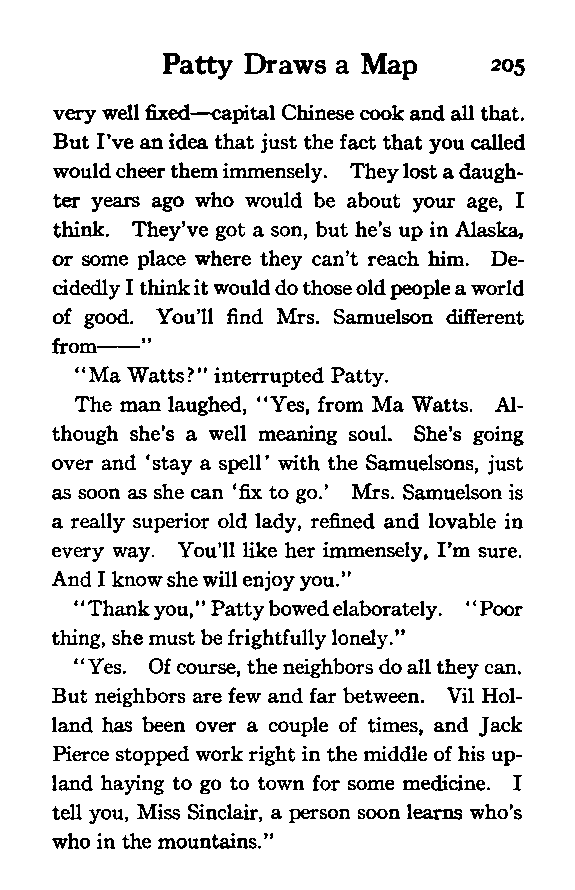 Patty Draws a Map 205
very well fixed—capital Chinese cook and all that.
But I've an idea that just the fact that you called
would cheer them immensely. They lost a daugh-
ter years ago who would be about your age, I
think. They've got a son, but he's up in Alaska,
or some place where they can't reach him. De-
cidedly I think it would do those old people a world
of good. You'll find Mrs. Samuelson different
from——"
"Ma Watts?" interrupted Patty.
The man laughed, "Yes, from Ma Watts. Al-
though she's a well meaning soul. She's going
over and 'stay a spell' with the Samuelsons, just
as soon as she can 'fix to go.' Mrs. Samuelson is
a really superior old lady, refined and lovable in
every way. You'll like her immensely, I'm sure.
And I know she will enjoy you."
"Thank you," Patty bowed elaborately. "Poor
thing, she must be frightfully lonely."
"Yes. Of course, the neighbors do all they can.
But neighbors are few and far between. Vil Hol-
land has been over a couple of times, and Jack
Pierce stopped work right in the middle of his up-
land haying to go to town for some medicine. I
tell you, Miss Sinclair, a person soon learns who's
who in the mountains."